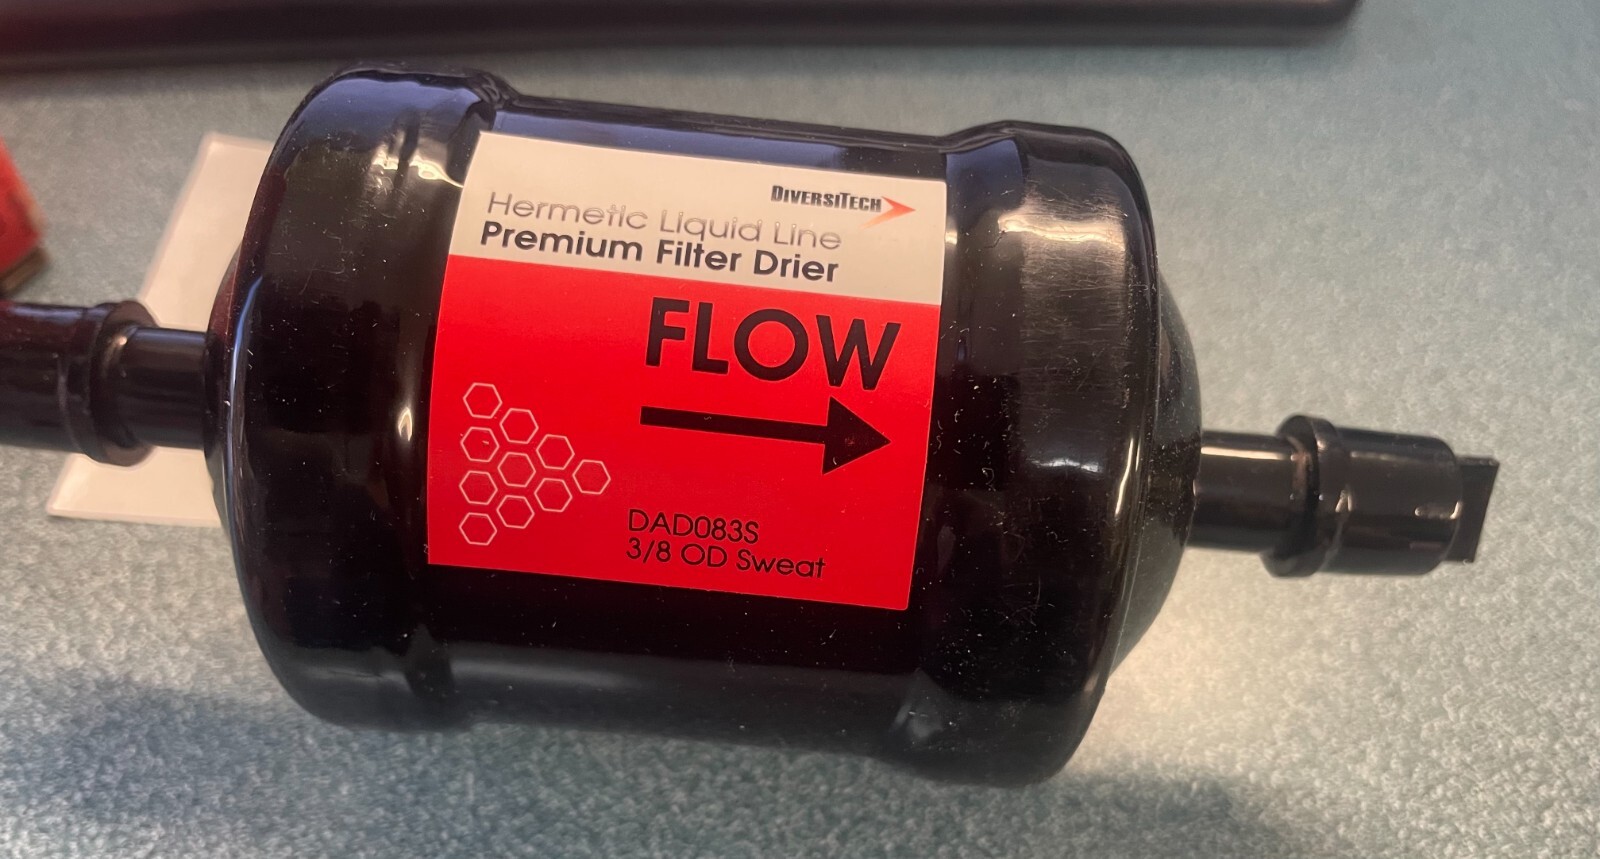 DIVERSITECH
Hermetic Liquid Line
Premium Filter Drier
FLOW
DAD083S
3/8 OD Sweat